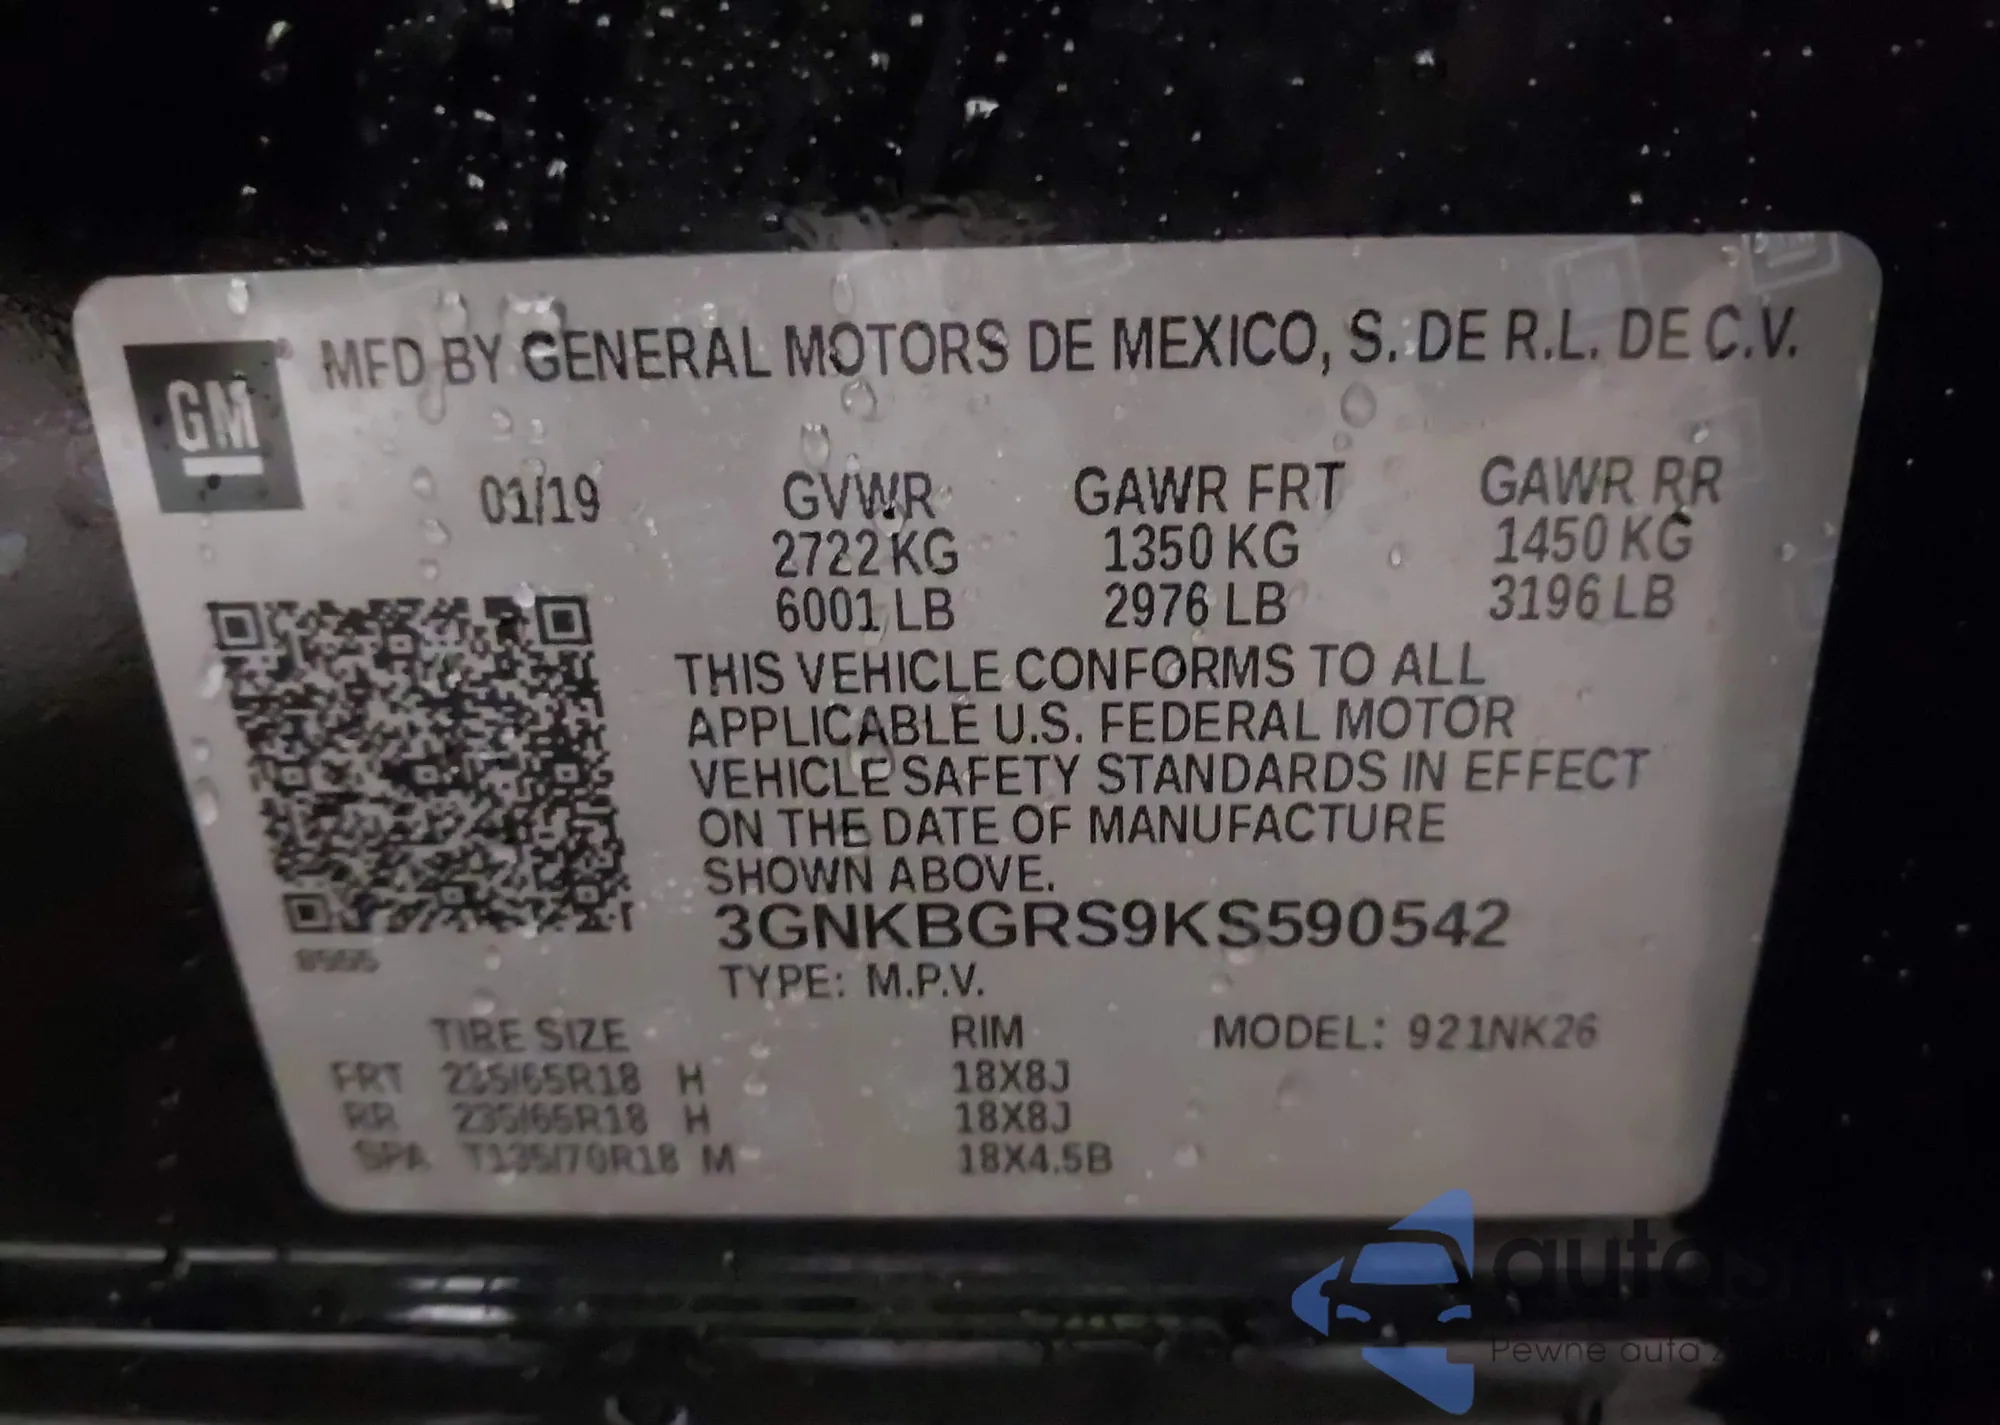 GM
MFD BY GENERAL MOTORS DE MEXICO, S. DE R.L. DE C.V.
01/19 GVWR GAWR FRT GAWR RR
2722 KG 1350 KG 1450 KG
6001 LB 2976 LB 3196 LB
THIS VEHICLE CONFORMS TO ALL
APPLICABLE U.S. FEDERAL MOTOR
VEHICLE SAFETY STANDARDS IN EFFECT
ON THE DATE OF MANUFACTURE
SHOWN ABOVE.
3GNKBGRS9KS590542
TYPE: M.P.V.
TIRE SIZE RIM MODEL: 921NK26
FRT 235/65R18 H 18X8J
RR 235/65R18 H 18X8J
SPA T135/70R18 M 18X4.5B
Pewne auta